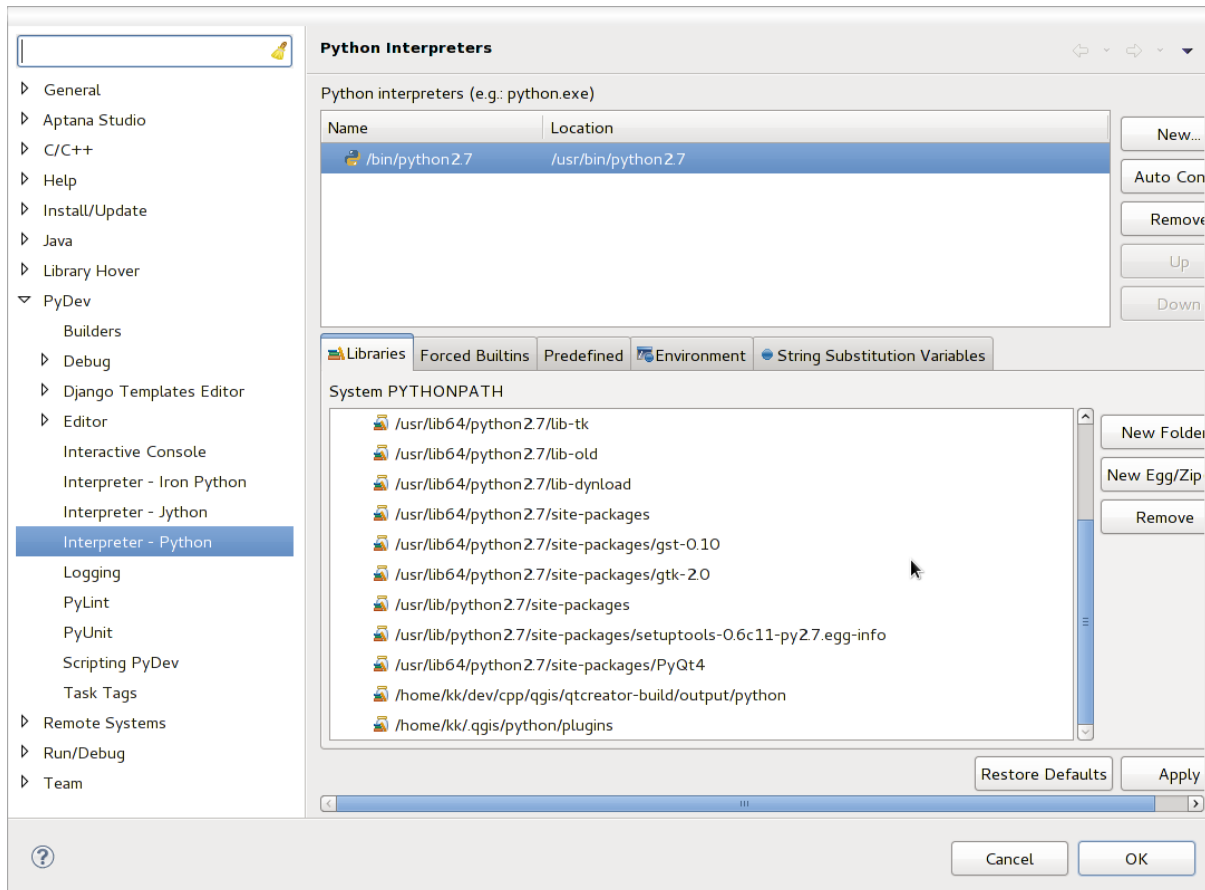 Python Interpreters
General
Aptana Studio
C/C++
Help
Install/Update
Java
Library Hover
PyDev
Builders
Debug
Django Templates Editor
Editor
Interactive Console
Interpreter - Iron Python
Interpreter - Jython
Interpreter - Python
Logging
PyLint
PyUnit
Scripting PyDev
Task Tags
Remote Systems
Run/Debug
Team
Python interpreters (e.g.: python.exe)
Name Location
/bin/python2.7 /usr/bin/python2.7
New...
Auto Con
Remove
Up
Down
Libraries Forced Builtins Predefined Environment String Substitution Variables
System PYTHONPATH
/usr/lib64/python2.7/lib-tk
/usr/lib64/python2.7/lib-old
/usr/lib64/python2.7/lib-dynload
/usr/lib64/python2.7/site-packages
/usr/lib64/python2.7/site-packages/gst-0.10
/usr/lib64/python2.7/site-packages/gtk-2.0
/usr/lib/python2.7/site-packages
/usr/lib/python2.7/site-packages/setuptools-0.6c11-py2.7.egg-info
/usr/lib64/python2.7/site-packages/PyQt4
/home/kk/dev/cpp/qgis/qtcreator-build/output/python
/home/kk/.qgis/python/plugins
New Folder
New Egg/Zip
Remove
Restore Defaults Apply
Cancel OK